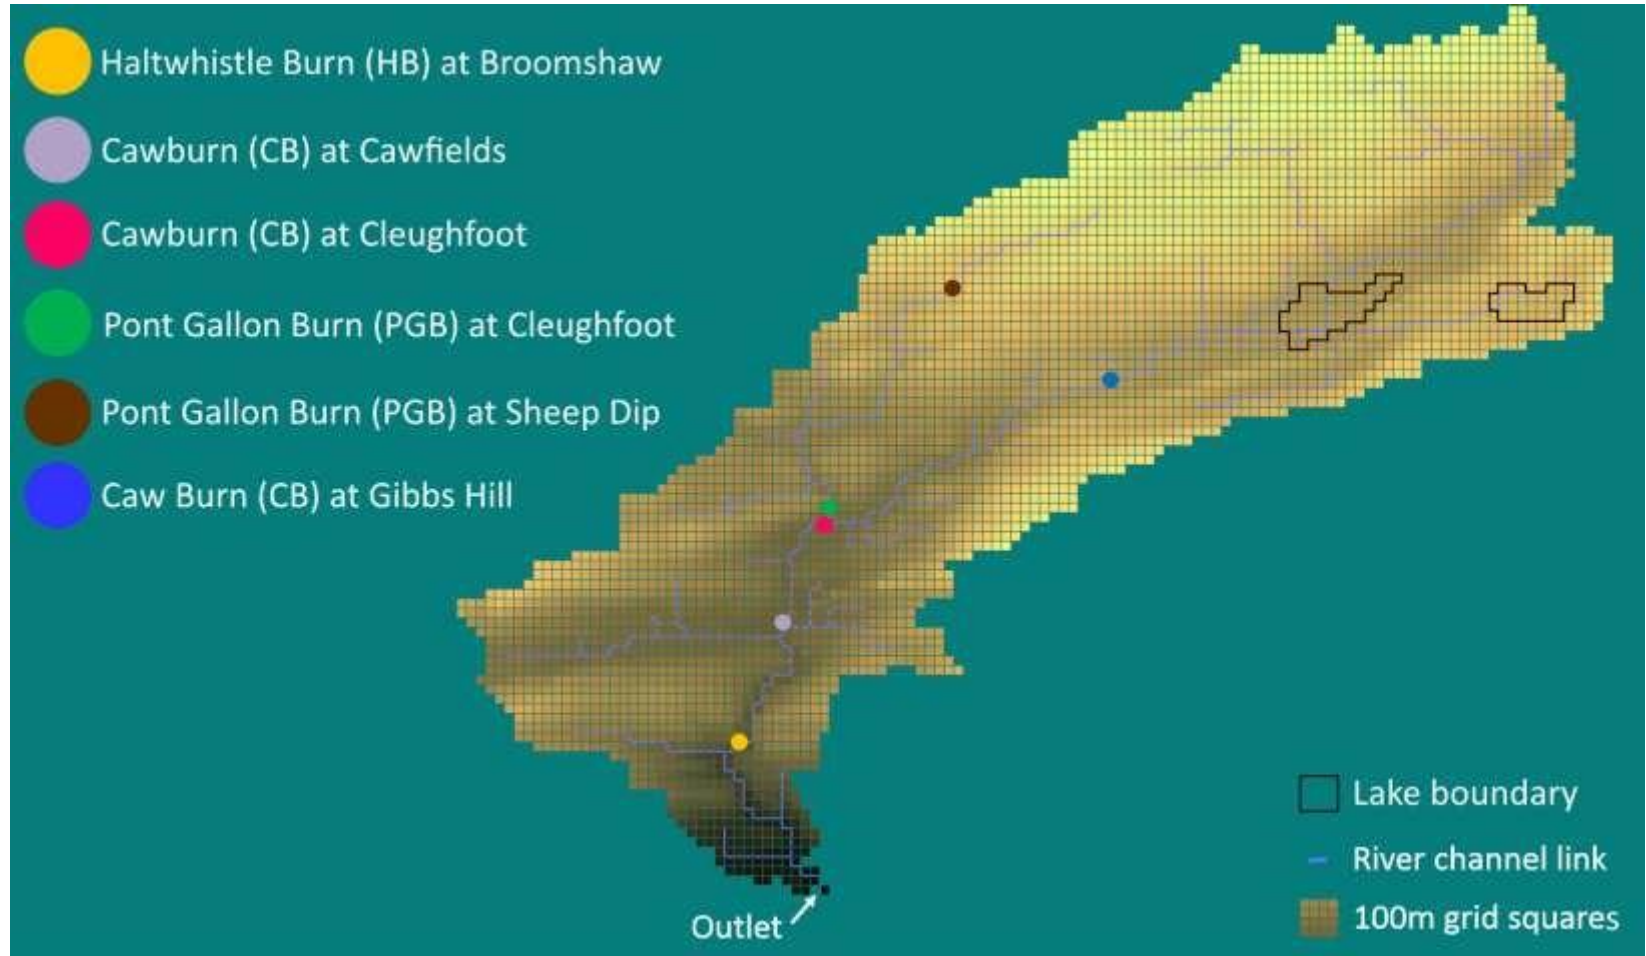 Haltwhistle Burn (HB) at Broomshaw
Cawburn (CB) at Cawfields
Cawburn (CB) at Cleughfoot
Pont Gallon Burn (PGB) at Cleughfoot
Pont Gallon Burn (PGB) at Sheep Dip
Caw Burn (CB) at Gibbs Hill
Lake boundary
River channel link
100m grid squares
Outlet